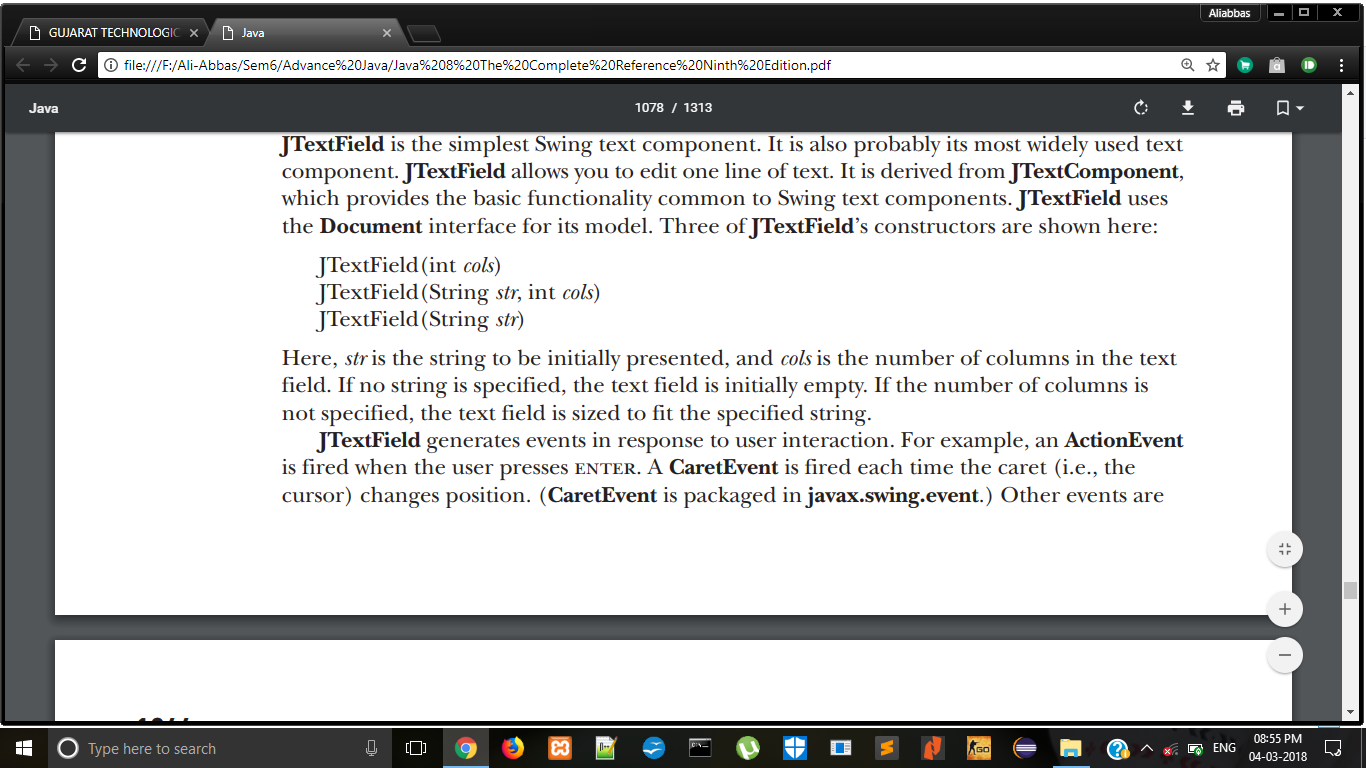 Aliabbas
GUJARAT TECHNOLOGIC
Java
file:///F:/Ali-Abbas/Sem6/Advance%20Java/Java%208%20The%20Complete%20Reference%20Ninth%20Edition.pdf
Java
1078 / 1313
JTextField is the simplest Swing text component. It is also probably its most widely used text
component. JTextField allows you to edit one line of text. It is derived from JTextComponent,
which provides the basic functionality common to Swing text components. JTextField uses
the Document interface for its model. Three of JTextField’s constructors are shown here:
JTextField(int cols)
JTextField(String str, int cols)
JTextField(String str)
Here, str is the string to be initially presented, and cols is the number of columns in the text
field. If no string is specified, the text field is initially empty. If the number of columns is
not specified, the text field is sized to fit the specified string.
JTextField generates events in response to user interaction. For example, an ActionEvent
is fired when the user presses ENTER. A CaretEvent is fired each time the caret (i.e., the
cursor) changes position. (CaretEvent is packaged in javax.swing.event.) Other events are
Type here to search
GO
ENG
08:55 PM
04-03-2018